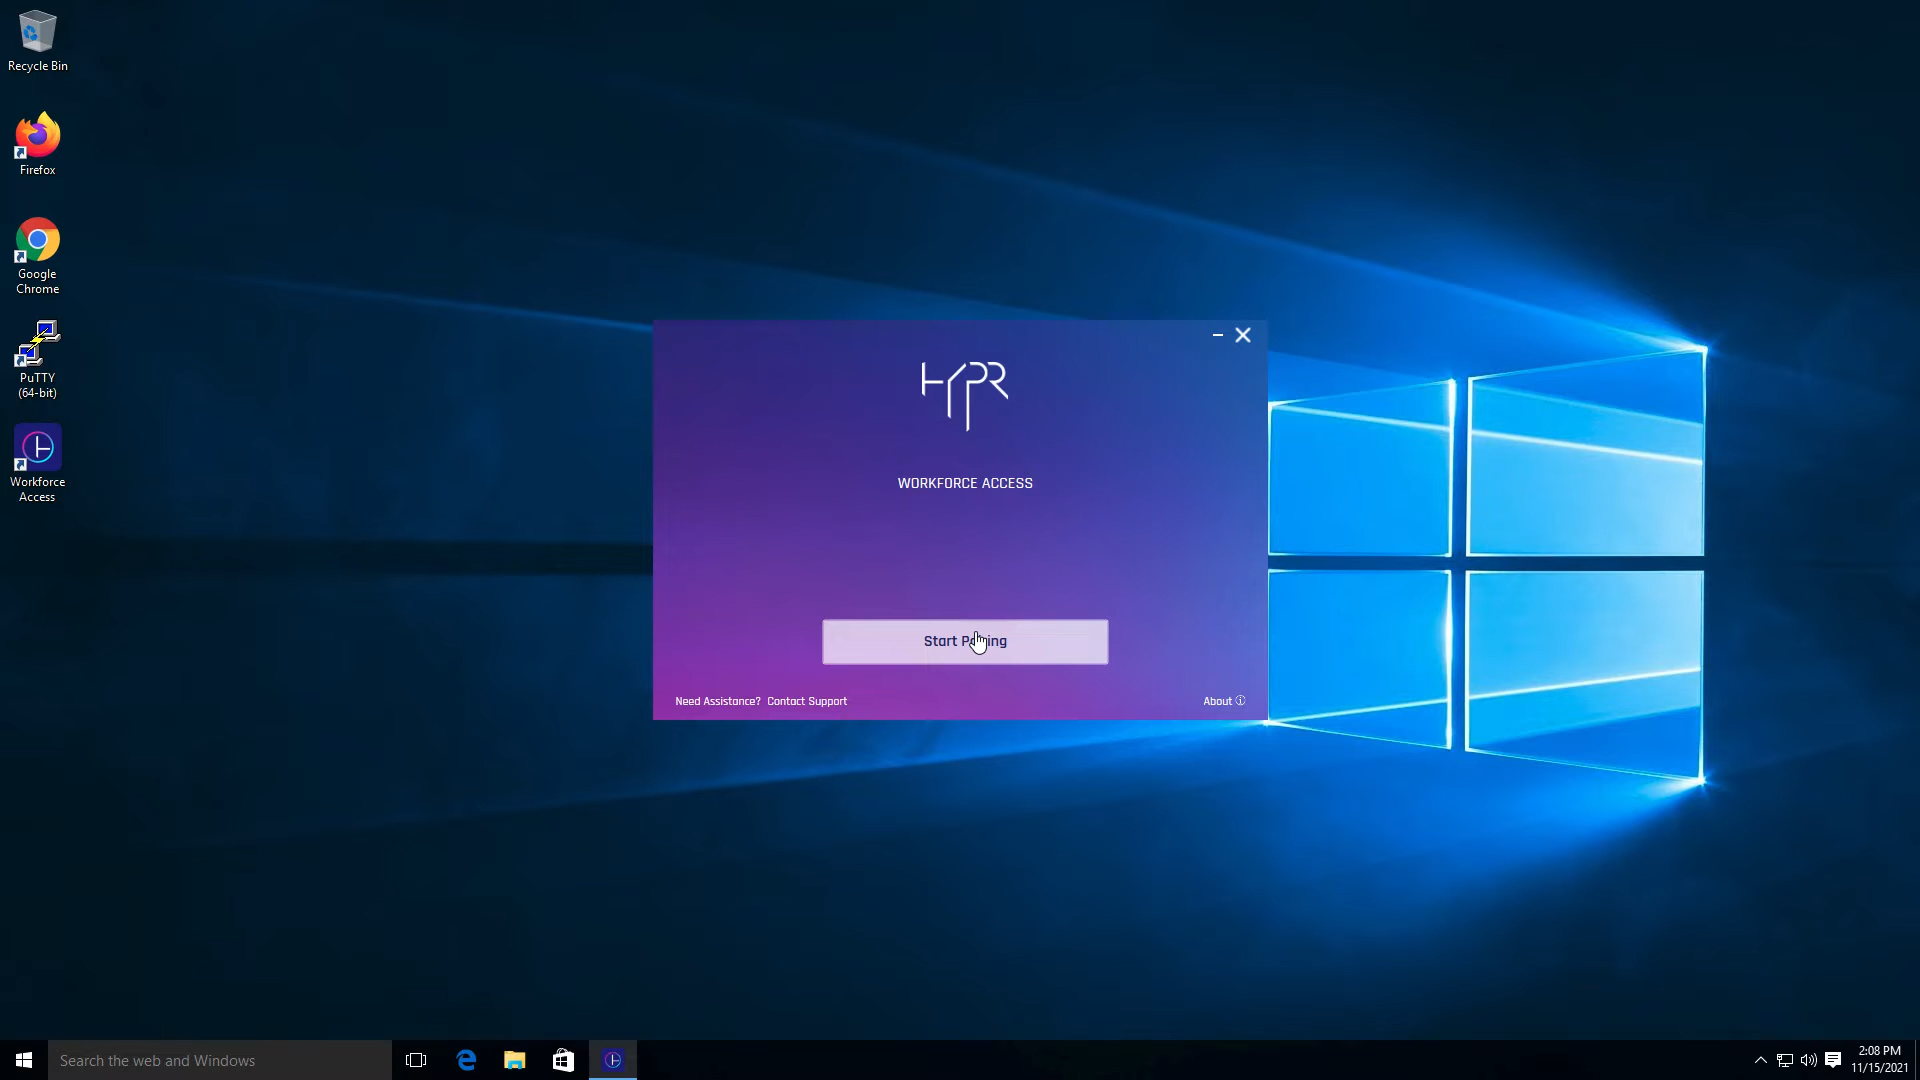 Recycle Bin
Firefox
Google
Chrome
PuTTY
(64-bit)
Workforce
Access
HYPR
WORKFORCE ACCESS
Start
Need Assistance? Contact Support
About
Search the web and Windows
2:08 PM
11/15/2021